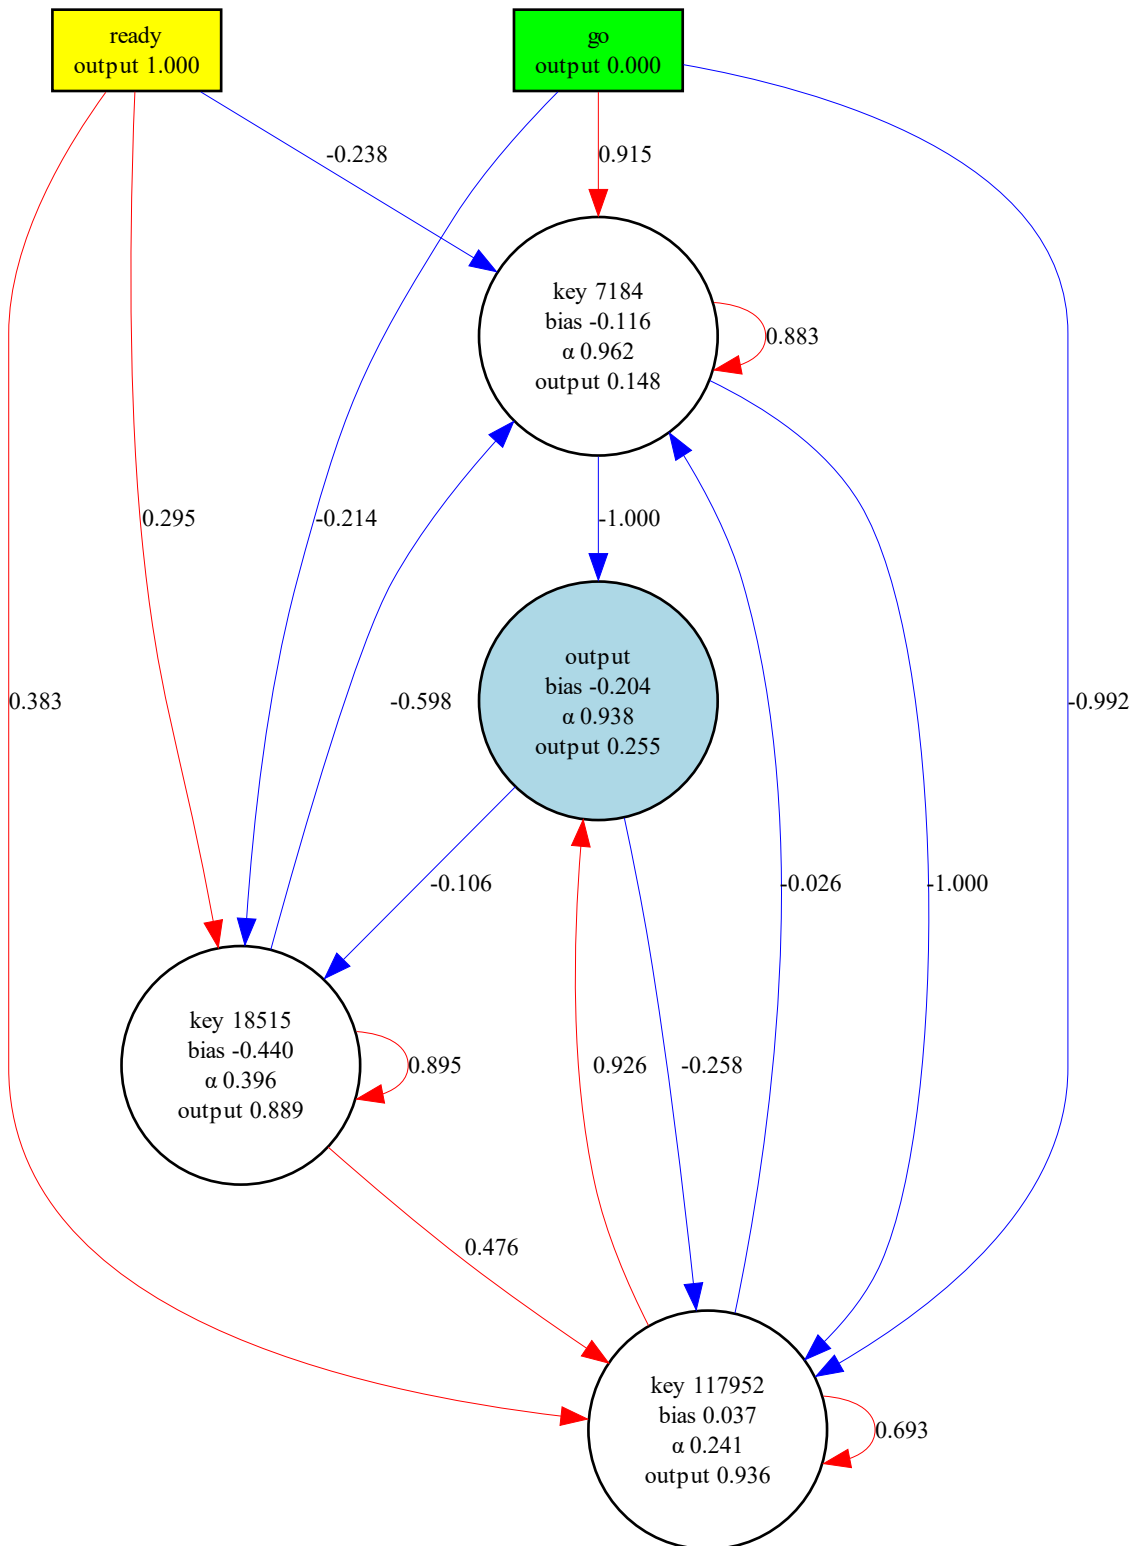 ready
output 1.000
go
output 0.000
-0.238
0.915
key 7184
bias -0.116
α 0.962
output 0.148
0.883
0.295
-0.214
-1.000
output
bias -0.204
α 0.938
output 0.255
0.383
-0.598
-0.992
-0.106
-0.026
-1.000
key 18515
bias -0.440
α 0.396
output 0.889
0.895
0.926
-0.258
0.476
key 117952
bias 0.037
α 0.241
output 0.936
0.693